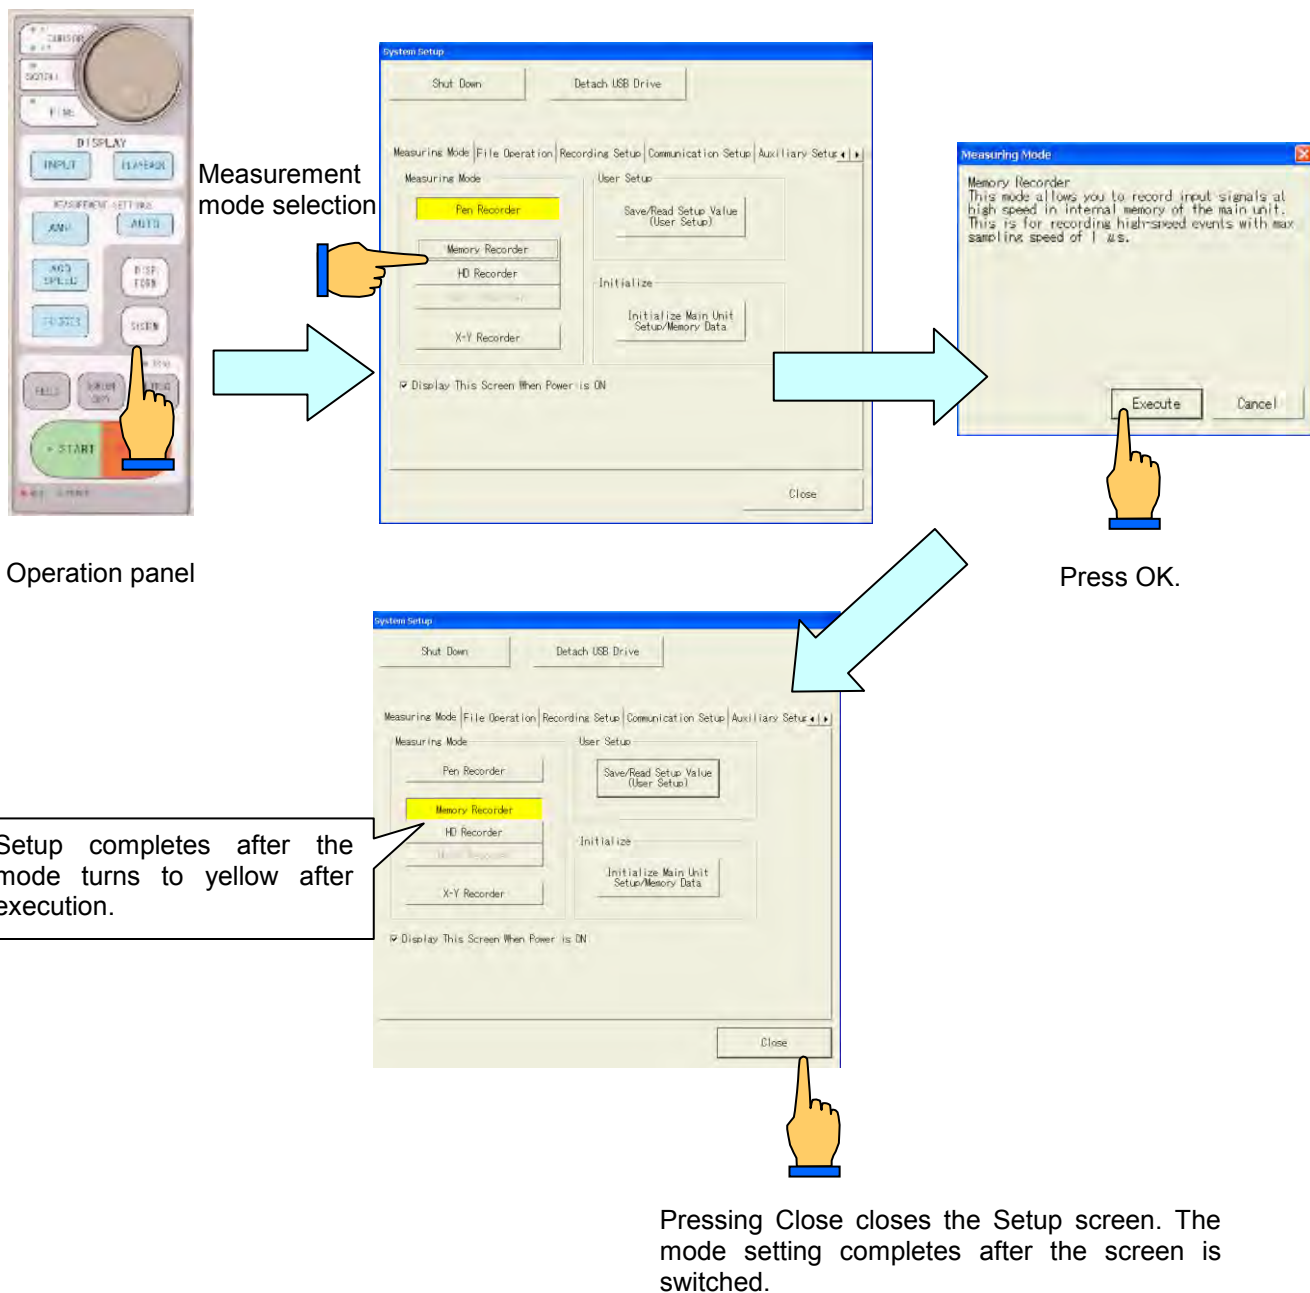 DISPLAY
INPUT
AUTO
SYSTEM
START
Operation panel
Measurement
mode selection
System Setup
Shut Down
Detach USB Drive
Measuring Mode File Operation Recording Setup Communication Setup Auxiliary Setup
Measuring Mode
Pen Recorder
Memory Recorder
HD Recorder
X-Y Recorder
User Setup
Save/Read Setup Value
(User Setup)
Initialize
Initialize Main Unit
Setup/Memory Data
Display This Screen When Power is ON
Close
Measuring Mode
Memory Recorder
This mode allows you to record input signals at
high speed in internal memory of the main unit.
This is for recording high-speed events with max
sampling speed of 1 μs.
Execute
Cancel
Press OK.
System Setup
Shut Down
Detach USB Drive
Measuring Mode File Operation Recording Setup Communication Setup Auxiliary Setup
Measuring Mode
Pen Recorder
Memory Recorder
HD Recorder
X-Y Recorder
User Setup
Save/Read Setup Value
(User Setup)
Initialize
Initialize Main Unit
Setup/Memory Data
Display This Screen When Power is ON
Close
Setup completes after the
mode turns to yellow after
execution.
Pressing Close closes the Setup screen. The
mode setting completes after the screen is
switched.